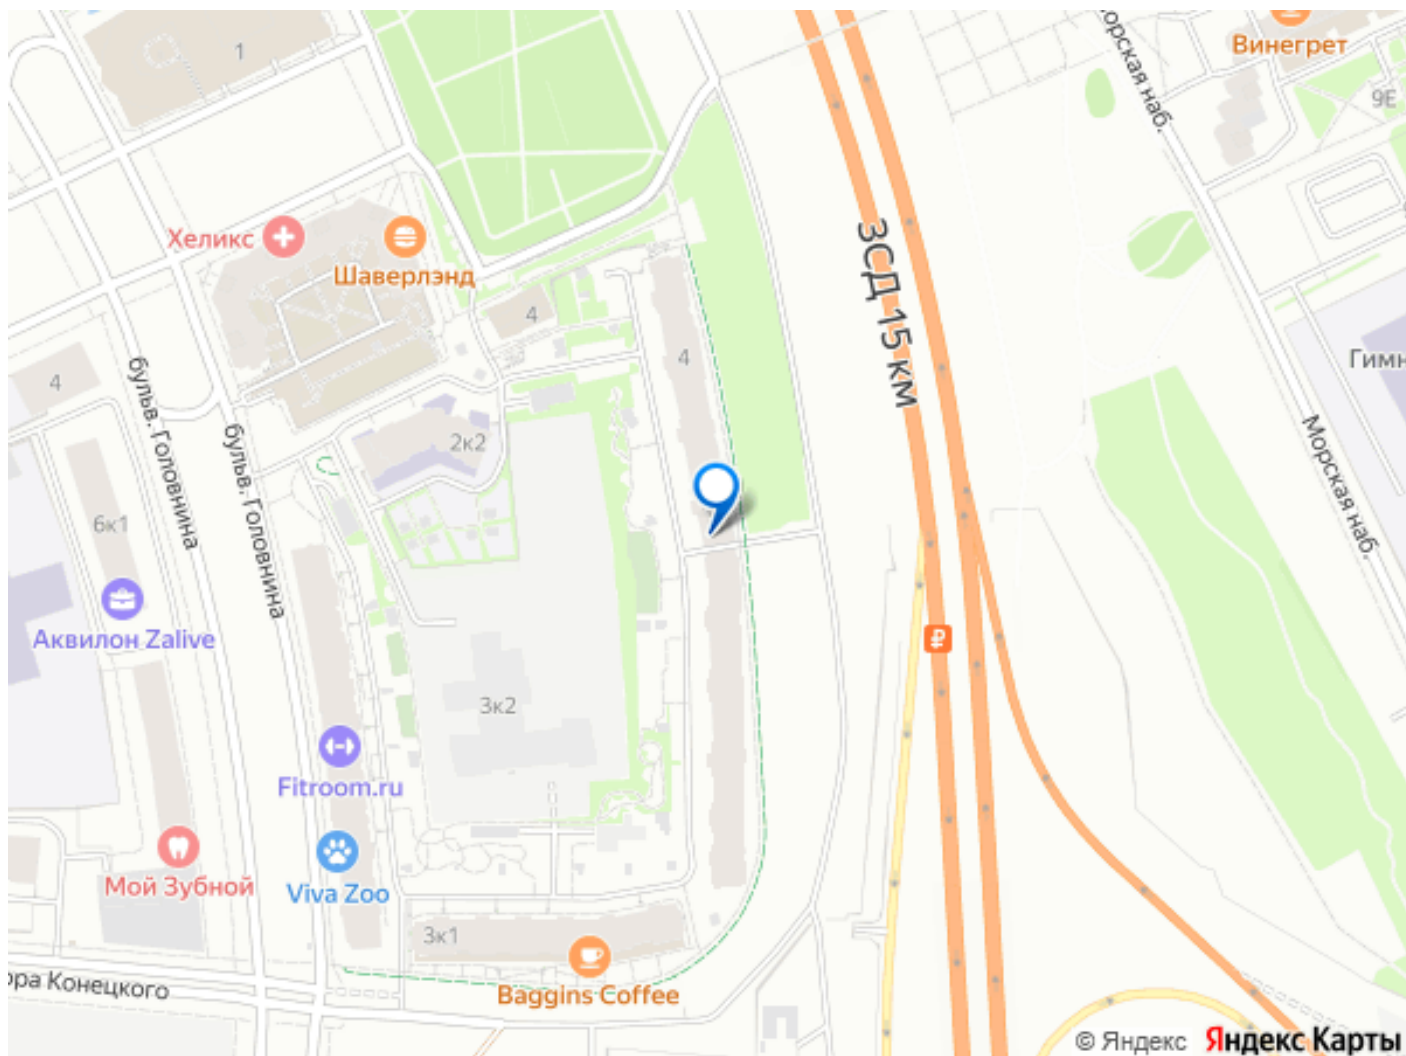 орская наб.
Винегрет
1
9Е
Хеликс
Шаверлэнд
ЗСД 15 км
4
4
4
Гимн
бульв. Головнина
бульв. Головнина
2к2
Морская наб.
6к1
Аквилон Zalive
3к2
Fitroom.ru
Мой Зубной
Viva Zoo
3к1
ора Конецкого
Baggins Coffee
© Яндекс Яндекс Карты